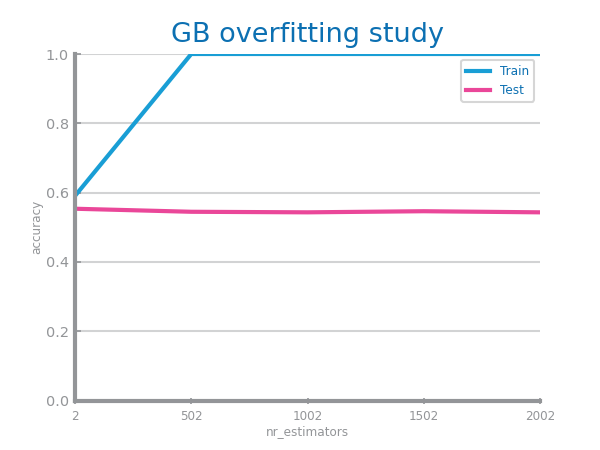 GB overfitting study
1.0
0.8
0.6
0.4
0.2
0.0
accuracy
Train
Test
2 502 1002 1502 2002
nr_estimators